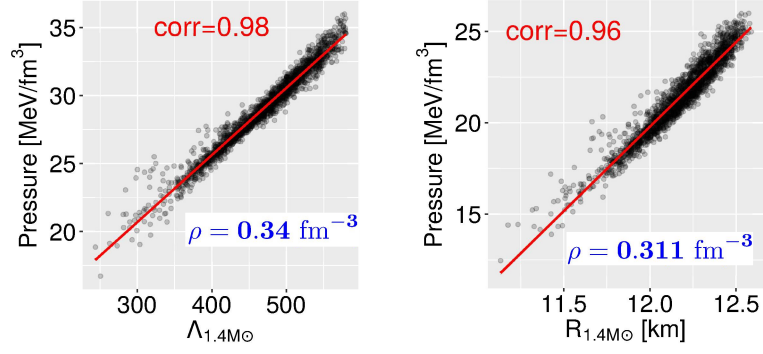 corr=0.98
Pressure [MeV/fm³]
35
30
25
20
ρ = 0.34 fm⁻³
300 400 500
Λ1.4M⊙
corr=0.96
Pressure [MeV/fm³]
25
20
15
ρ = 0.311 fm⁻³
11.5 12.0 12.5
R1.4M⊙ [km]